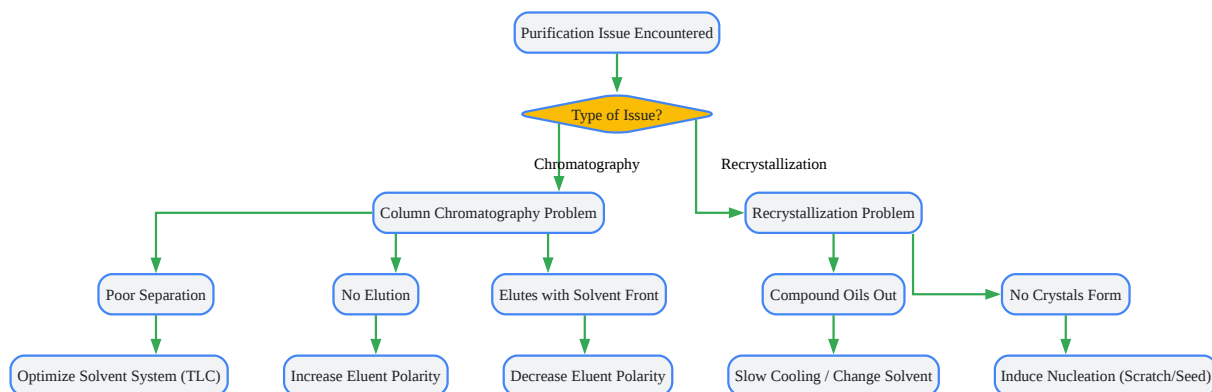 Purification Issue Encountered
Type of Issue?
Chromatography
Recrystallization
Column Chromatography Problem
Recrystallization Problem
Poor Separation
No Elution
Elutes with Solvent Front
Compound Oils Out
No Crystals Form
Optimize Solvent System (TLC)
Increase Eluent Polarity
Decrease Eluent Polarity
Slow Cooling / Change Solvent
Induce Nucleation (Scratch/Seed)